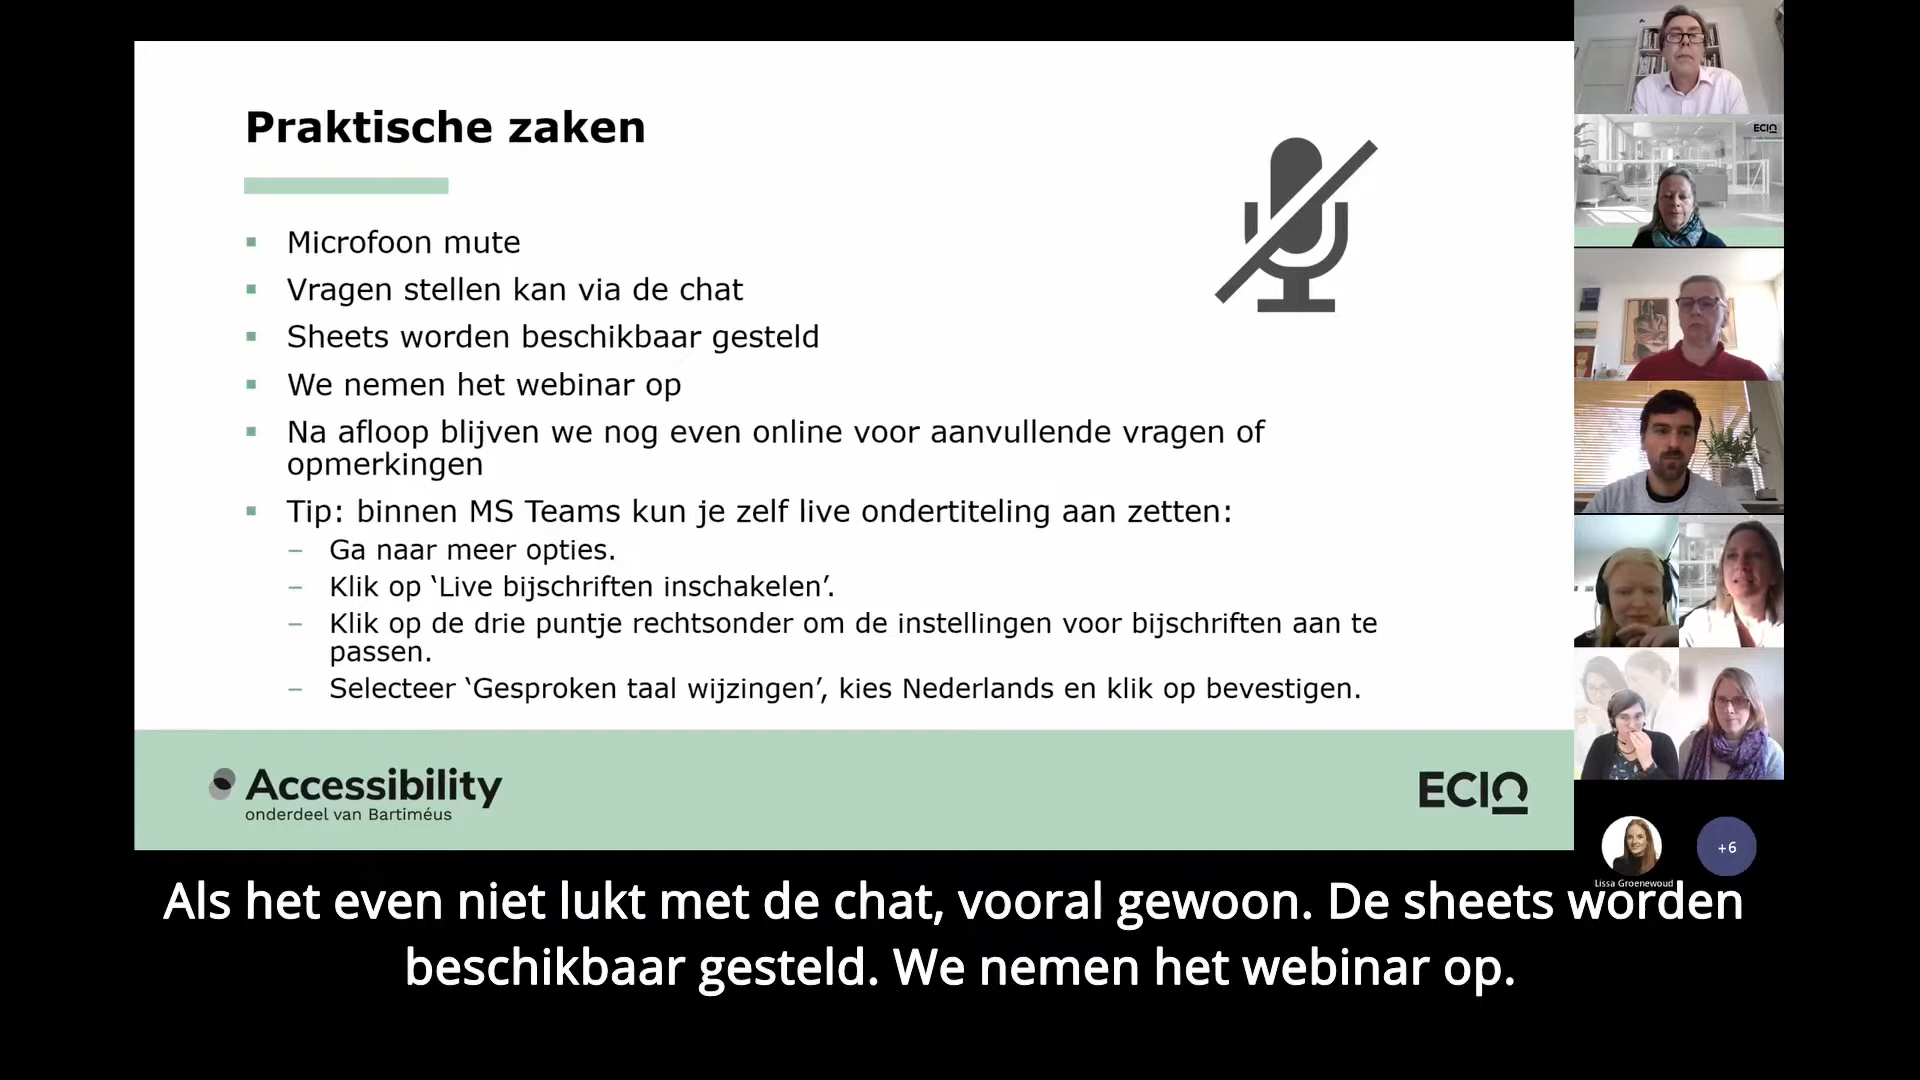 Praktische zaken
Microfoon mute
Vragen stellen kan via de chat
Sheets worden beschikbaar gesteld
We nemen het webinar op
Na afloop blijven we nog even online voor aanvullende vragen of
opmerkingen
Tip: binnen MS Teams kun je zelf live ondertiteling aan zetten:
– Ga naar meer opties.
– Klik op ‘Live bijschriften inschakelen’.
– Klik op de drie puntje rechtsonder om de instellingen voor bijschriften aan te
passen.
– Selecteer ‘Gesproken taal wijzingen’, kies Nederlands en klik op bevestigen.
Accessibility
onderdeel van Bartiméus
ECIO
ECIO
+6
Lissa Groenewoud
Als het even niet lukt met de chat, vooral gewoon. De sheets worden
beschikbaar gesteld. We nemen het webinar op.